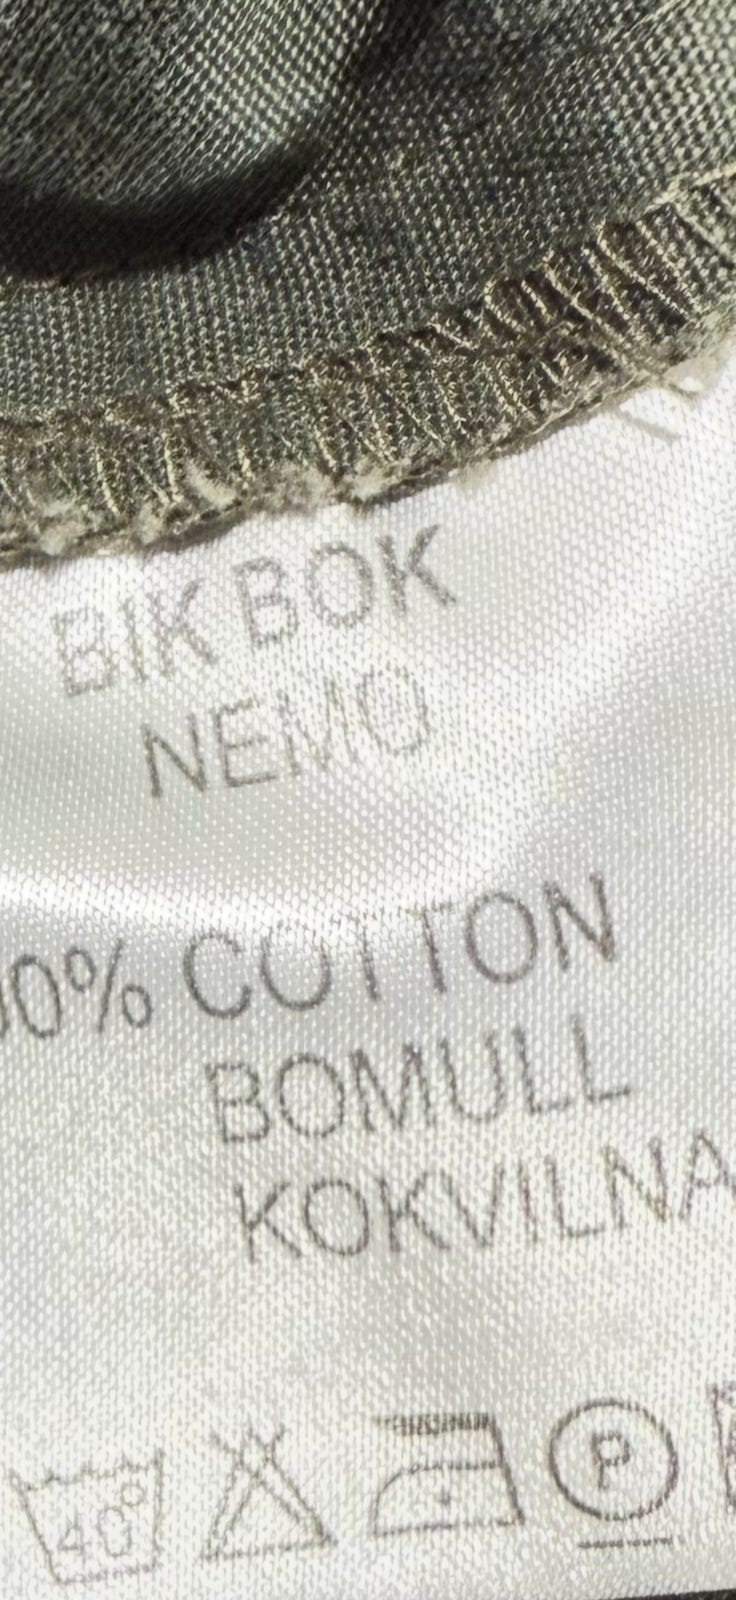 BIK BOK
NEMO
00% COTTON
BOMULL
KOKVILNA
40° P